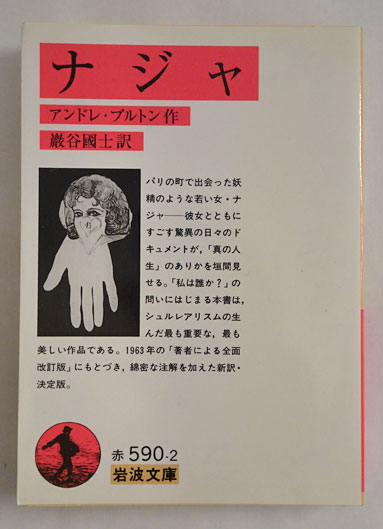 ナジャ
アンドレ・ブルトン作
巖谷國士訳
パリの町で出会った妖
精のような若い女・ナ
ジャ──彼女とともに
すごす驚異の日々のド
キュメントが,「真の人
生」のありかを垣間見
せる。「私は誰か?」の
問いにはじまる本書は,
シュルレアリスムの生
んだ最も重要な, 最も
美しい作品である。1963年の「著者による全面
改訂版」にもとづき, 綿密な注解を加えた新訳・
決定版。
赤 590-2
岩波文庫